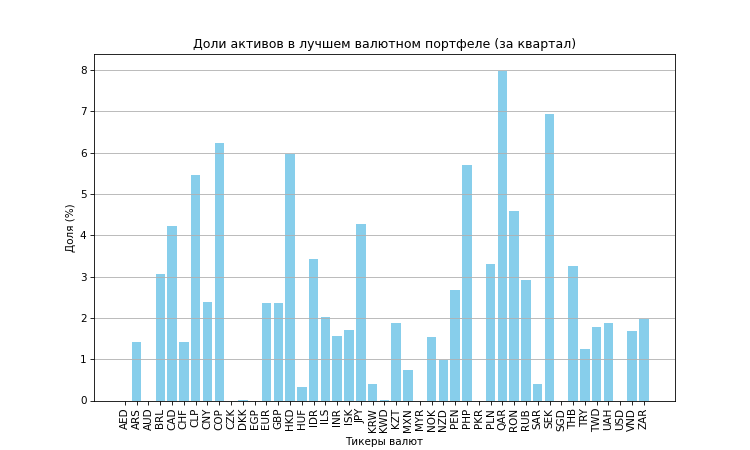 Доли активов в лучшем валютном портфеле (за квартал)
Доля (%)
8
7
6
5
4
3
2
1
0
AED ARS AUD BRL CAD CHF CLP CNY COP CZK DKK EGP EUR GBP HKD HUF IDR ILS INR ISK JPY KRW KWD KZT MXN MYR NOK NZD PEN PHP PKR PLN QAR RON RUB SAR SEK SGD THB TRY TWD UAH USD VND ZAR
Тикеры валют